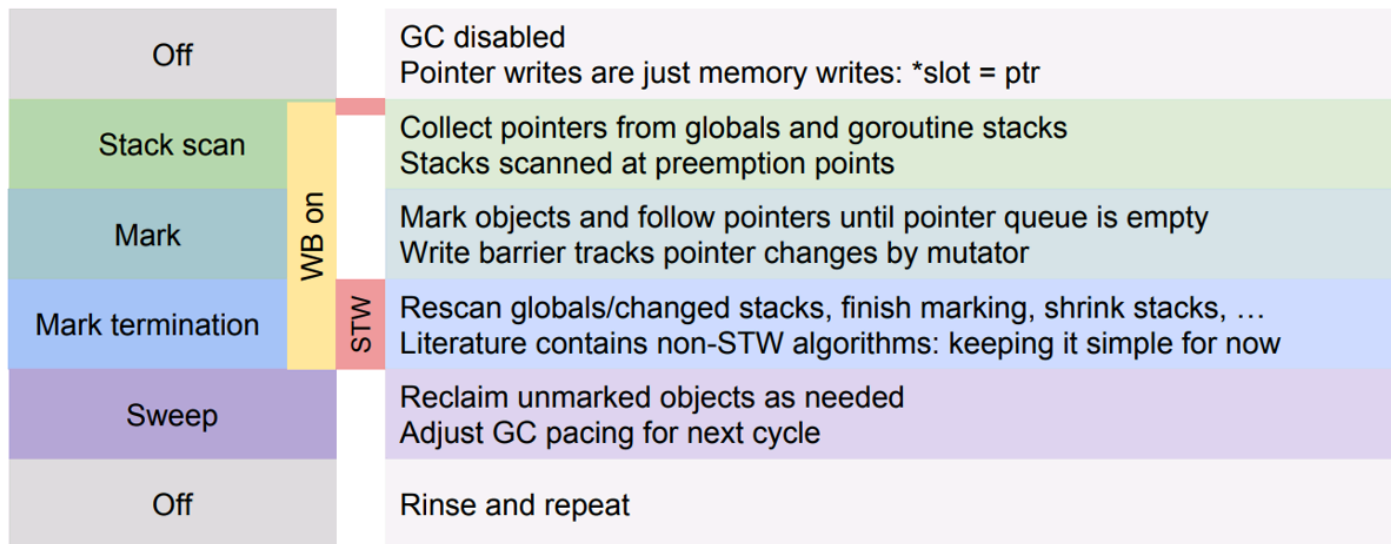 Off
GC disabled
Pointer writes are just memory writes: *slot = ptr
Stack scan
WB on
Collect pointers from globals and goroutine stacks
Stacks scanned at preemption points
Mark
Mark objects and follow pointers until pointer queue is empty
Write barrier tracks pointer changes by mutator
Mark termination
STW
Rescan globals/changed stacks, finish marking, shrink stacks, …
Literature contains non-STW algorithms: keeping it simple for now
Sweep
Reclaim unmarked objects as needed
Adjust GC pacing for next cycle
Off
Rinse and repeat